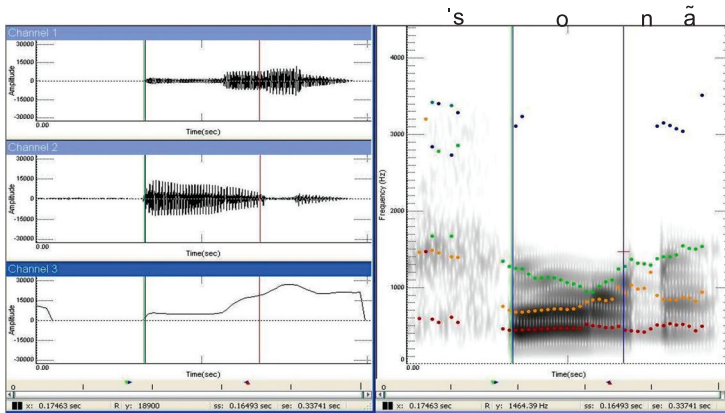 ˈs o n ã
Channel 1
30000
15000
0
-15000
-30000
Amplitude
0.00
Time(sec)
Channel 2
30000
15000
0
-15000
-30000
Amplitude
0.00
Time(sec)
Channel 3
30000
15000
0
-15000
-30000
Amplitude
0.00
Time(sec)
0
x: 0.17463 sec R y: 18900 ss: 0.16493 sec se: 0.33741 sec
4000
3000
2000
1000
0
Frequency (Hz)
0.00
Time(sec)
0
x: 0.17463 sec R y: 1464.39 Hz ss: 0.16493 sec se: 0.33741 sec